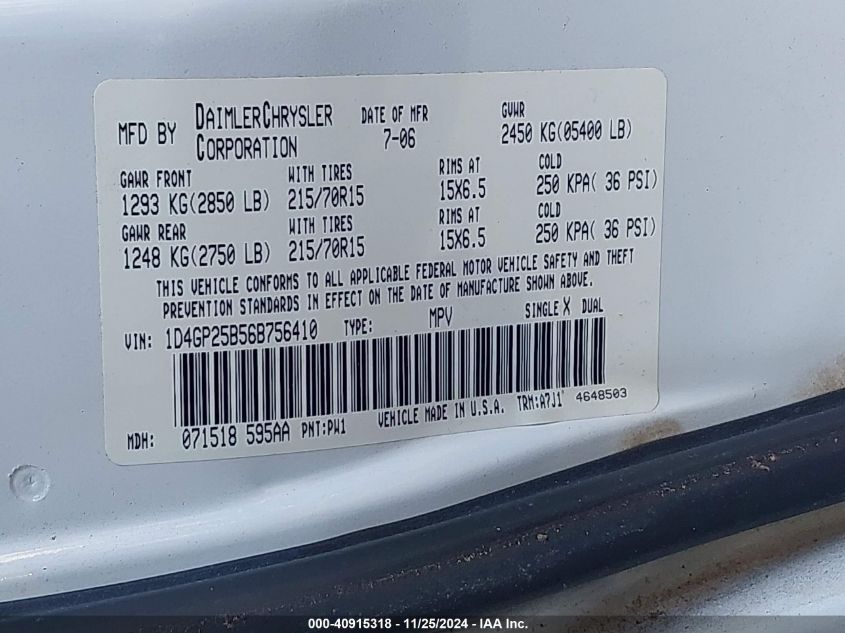 MFD BY DAIMLERCHRYSLER CORPORATION DATE OF MFR 7-06 GVWR 2450 KG(05400 LB)
GAWR FRONT WITH TIRES RIMS AT COLD
1293 KG(2850 LB) 215/70R15 15X6.5 250 KPA( 36 PSI)
GAWR REAR WITH TIRES RIMS AT COLD
1248 KG(2750 LB) 215/70R15 15X6.5 250 KPA( 36 PSI)
THIS VEHICLE CONFORMS TO ALL APPLICABLE FEDERAL MOTOR VEHICLE SAFETY AND THEFT
PREVENTION STANDARDS IN EFFECT ON THE DATE OF MANUFACTURE SHOWN ABOVE.
VIN: 1D4GP25B56B756410 TYPE: MPV SINGLE X DUAL
MDH: 071518 595AA PNT:PW1 VEHICLE MADE IN U.S.A. TRM:A7J1 4648503
000-40915318 - 11/25/2024 - IAA Inc.